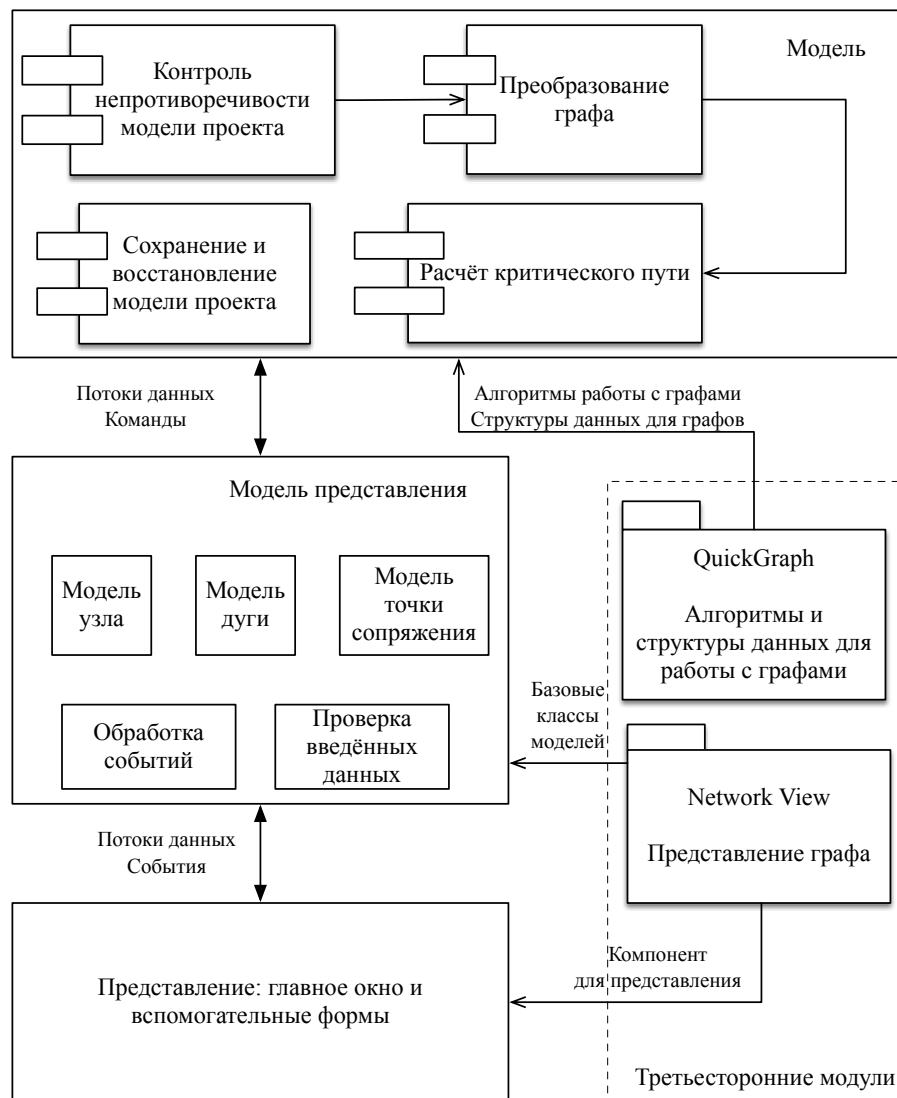 Модель
Контроль
непротиворечивости
модели проекта
Преобразование
графа
Сохранение и
восстановление
модели проекта
Расчёт критического пути
Потоки данных
Команды
Алгоритмы работы с графами
Структуры данных для графов
Модель представления
Модель
узла
Модель
дуги
Модель
точки
сопряжения
Обработка
событий
Проверка
введённых
данных
QuickGraph
Алгоритмы и
структуры данных для
работы с графами
Базовые
классы
моделей
Network View
Представление графа
Потоки данных
События
Представление: главное окно и
вспомогательные формы
Компонент
для представления
Третьесторонние модули